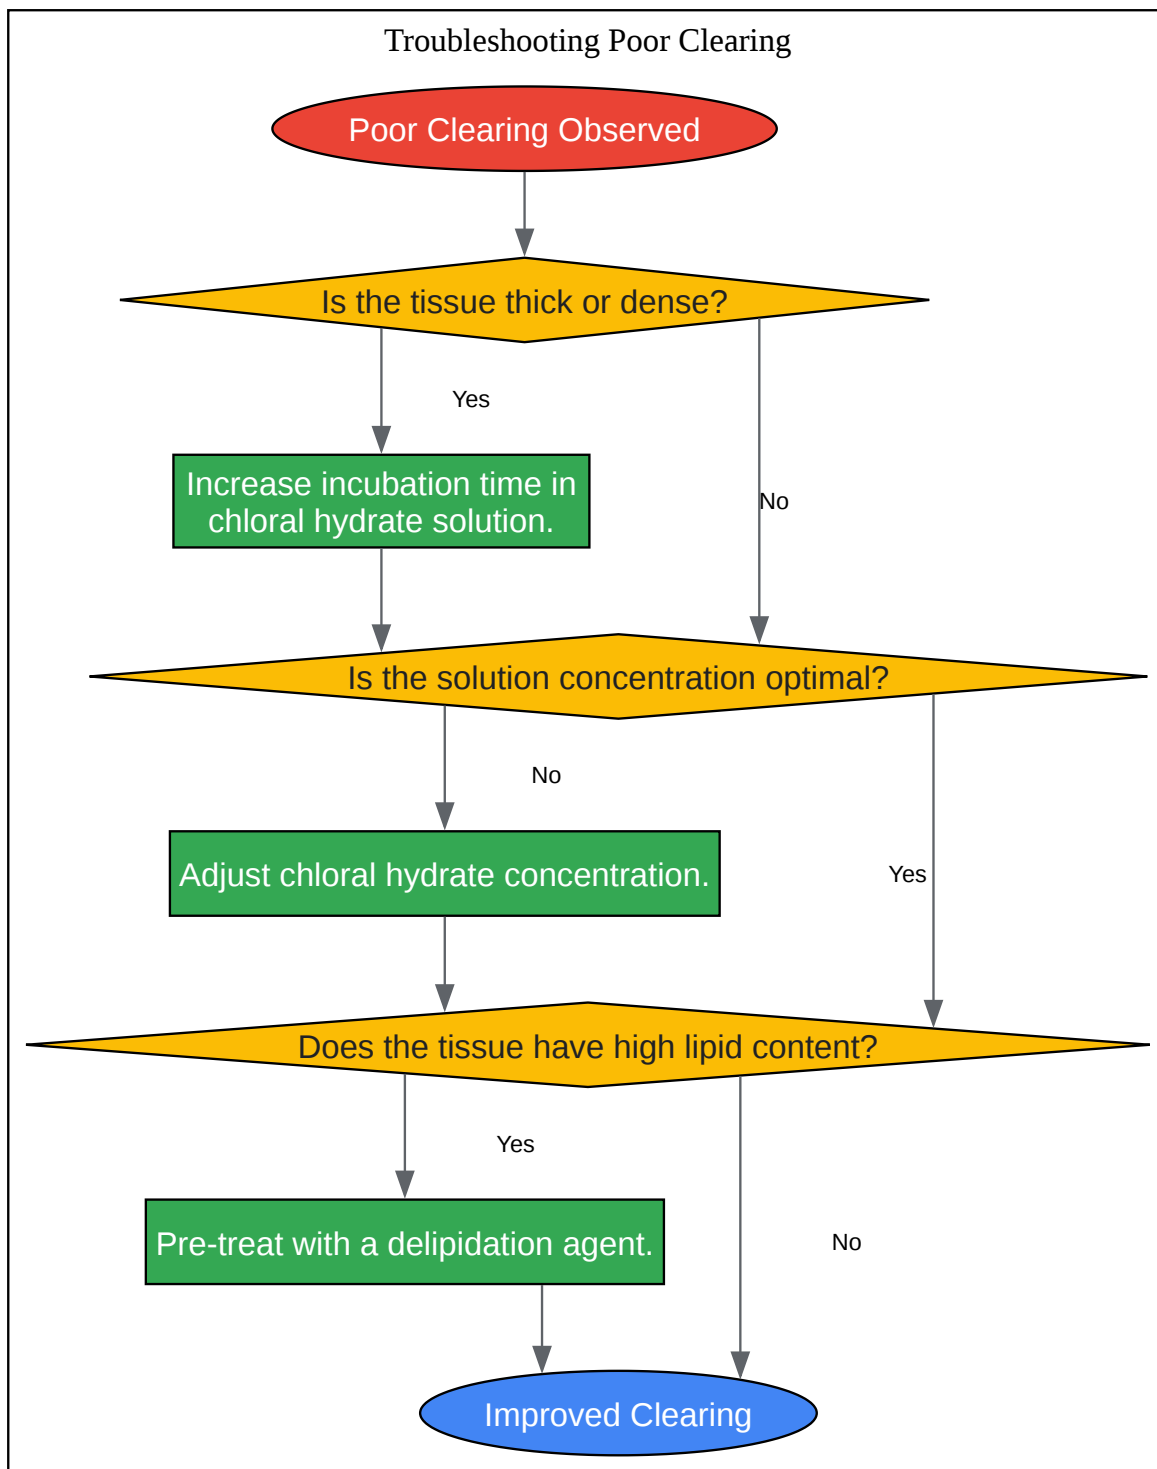 Troubleshooting Poor Clearing
Poor Clearing Observed
Is the tissue thick or dense?
Yes
Increase incubation time in
chloral hydrate solution.
No
Is the solution concentration optimal?
No
Adjust chloral hydrate concentration.
Yes
Does the tissue have high lipid content?
Yes
Pre-treat with a delipidation agent.
No
Improved Clearing